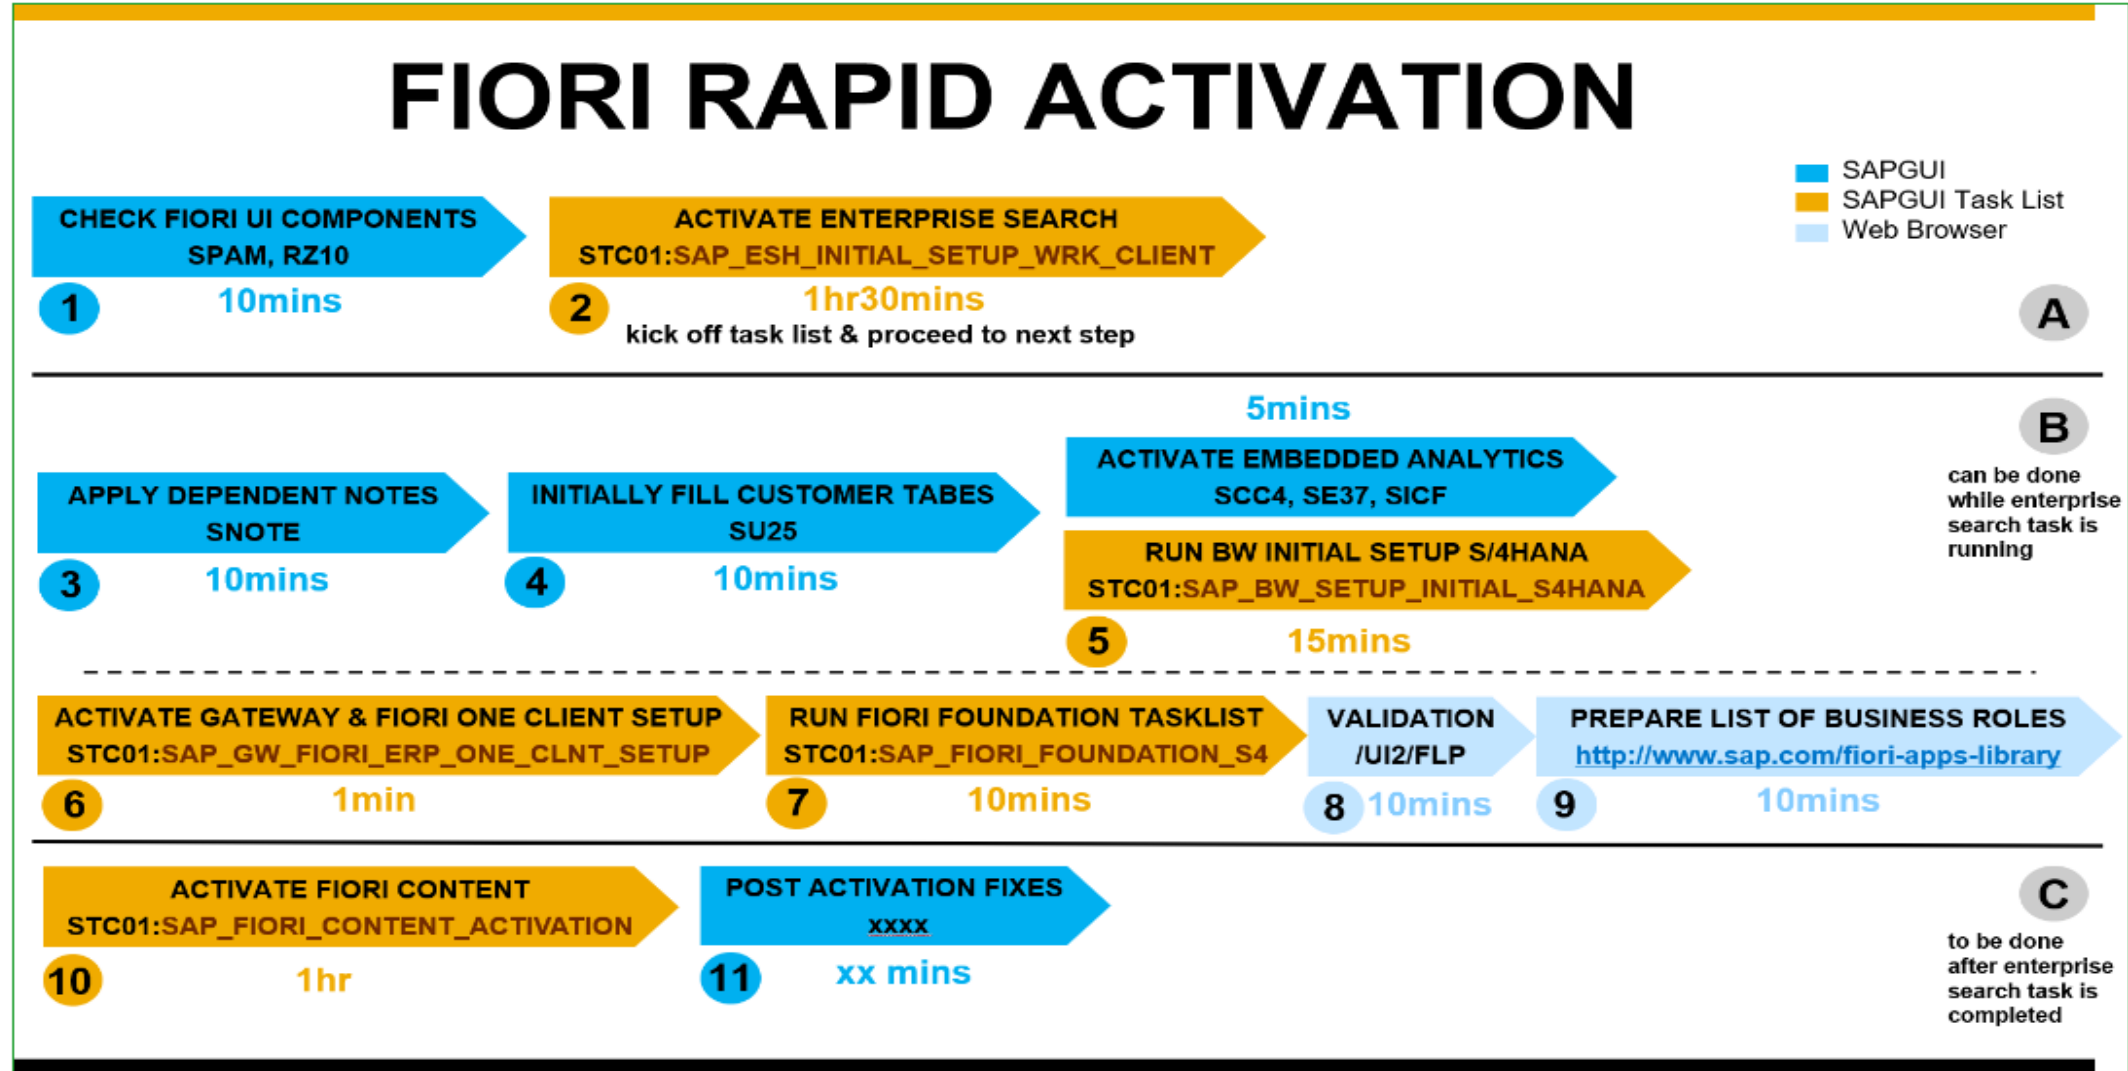 FIORI RAPID ACTIVATION
SAPGUI
SAPGUI Task List
Web Browser
CHECK FIORI UI COMPONENTS
SPAM, RZ10
1
10mins
ACTIVATE ENTERPRISE SEARCH
STC01:SAP_ESH_INITIAL_SETUP_WRK_CLIENT
2
1hr30mins
kick off task list & proceed to next step
A
B
can be done
while enterprise
search task is
running
APPLY DEPENDENT NOTES
SNOTE
3
10mins
INITIALLY FILL CUSTOMER TABES
SU25
4
10mins
5mins
ACTIVATE EMBEDDED ANALYTICS
SCC4, SE37, SICF
RUN BW INITIAL SETUP S/4HANA
STC01:SAP_BW_SETUP_INITIAL_S4HANA
5
15mins
ACTIVATE GATEWAY & FIORI ONE CLIENT SETUP
STC01:SAP_GW_FIORI_ERP_ONE_CLNT_SETUP
6
1min
RUN FIORI FOUNDATION TASKLIST
STC01:SAP_FIORI_FOUNDATION_S4
7
10mins
VALIDATION
/UI2/FLP
8
10mins
PREPARE LIST OF BUSINESS ROLES
http://www.sap.com/fiori-apps-library
9
10mins
ACTIVATE FIORI CONTENT
STC01:SAP_FIORI_CONTENT_ACTIVATION
10
1hr
POST ACTIVATION FIXES
xxxx
11
xx mins
C
to be done
after enterprise
search task is
completed